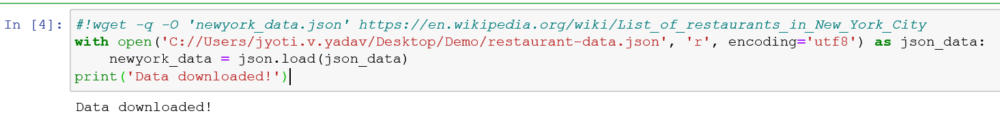 In [4]: #!wget -q -O 'newyork_data.json' https://en.wikipedia.org/wiki/List_of_restaurants_in_New_York_City
with open('C://Users/jyoti.v.yadav/Desktop/Demo/restaurant-data.json', 'r', encoding='utf8') as json_data:
    newyork_data = json.load(json_data)
print('Data downloaded!')
Data downloaded!